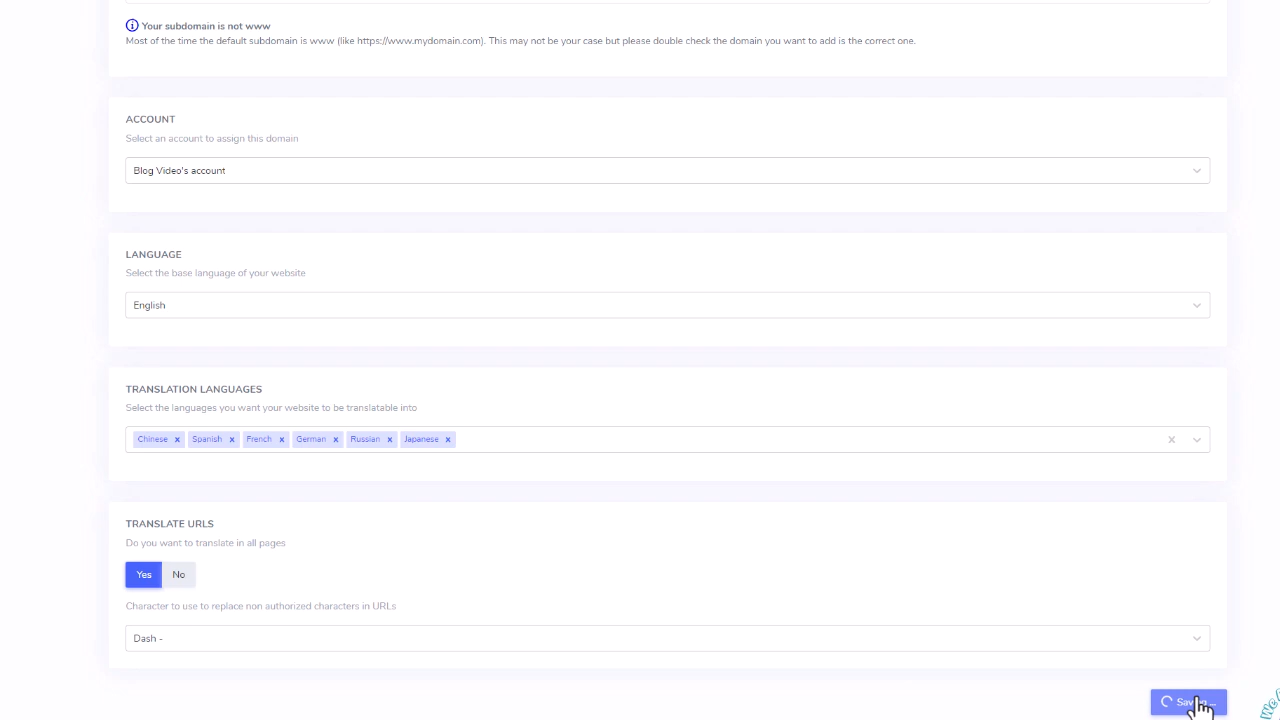 Your subdomain is not www
Most of the time the default subdomain is www (like https://www.mydomain.com). This may not be your case but please double check the domain you want to add is the correct one.
ACCOUNT
Select an account to assign this domain
Blog Video's account
LANGUAGE
Select the base language of your website
English
TRANSLATION LANGUAGES
Select the languages you want your website to be translatable into
Chinese x Spanish x French x German x Russian x Japanese x
TRANSLATE URLS
Do you want to translate in all pages
Yes No
Character to use to replace non authorized characters in URLs
Dash -